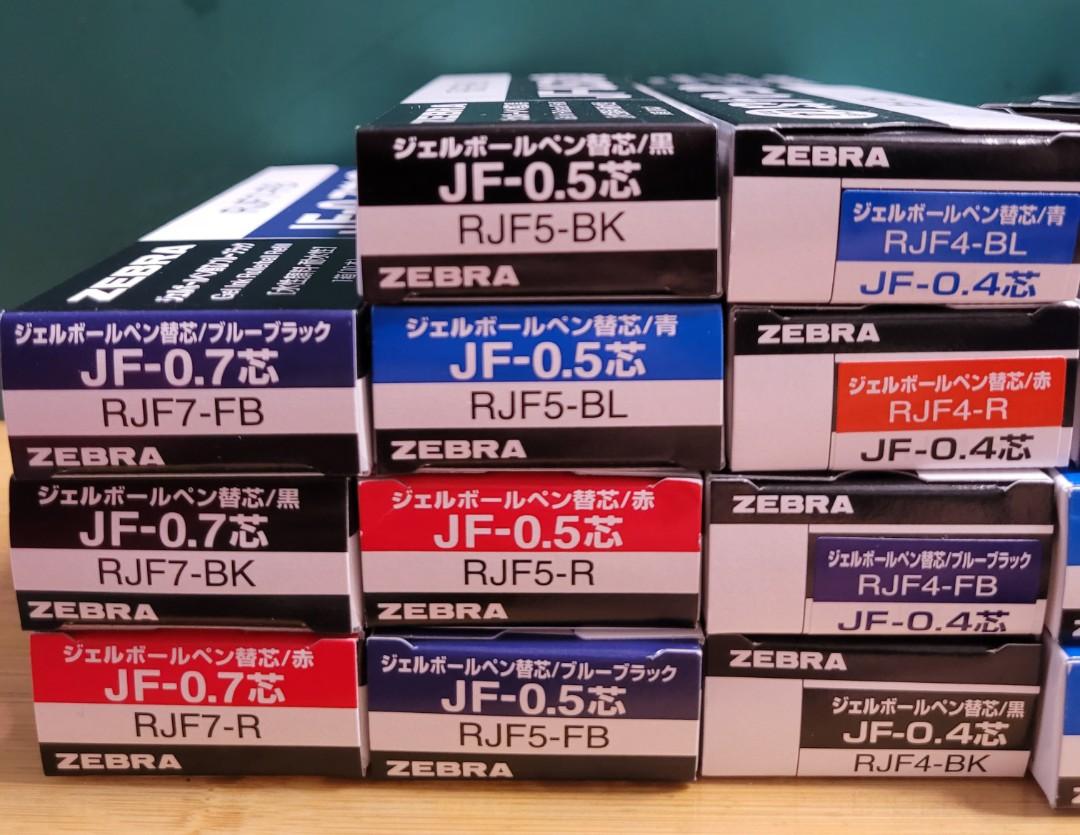 ZEBRA
ジェルボールペン替芯/黒
JF-0.5芯
RJF5-BK
ZEBRA
ZEBRA
ジェルボールペン替芯/青
RJF4-BL
JF-0.4芯
ZEBRA
Gel Ink Ballpoint Pen Refill
ジェルボールペン替芯/ブルーブラック
JF-0.7芯
RJF7-FB
ZEBRA
ジェルボールペン替芯/青
JF-0.5芯
RJF5-BL
ZEBRA
ZEBRA
ジェルボールペン替芯/赤
RJF4-R
JF-0.4芯
ジェルボールペン替芯/黒
JF-0.7芯
RJF7-BK
ZEBRA
ジェルボールペン替芯/赤
JF-0.5芯
RJF5-R
ZEBRA
ZEBRA
ジェルボールペン替芯/ブルーブラック
RJF4-FB
JF-0.4芯
ジェルボールペン替芯/赤
JF-0.7芯
RJF7-R
ZEBRA
ジェルボールペン替芯/ブルーブラック
JF-0.5芯
RJF5-FB
ZEBRA
ZEBRA
ジェルボールペン替芯/黒
JF-0.4芯
RJF4-BK